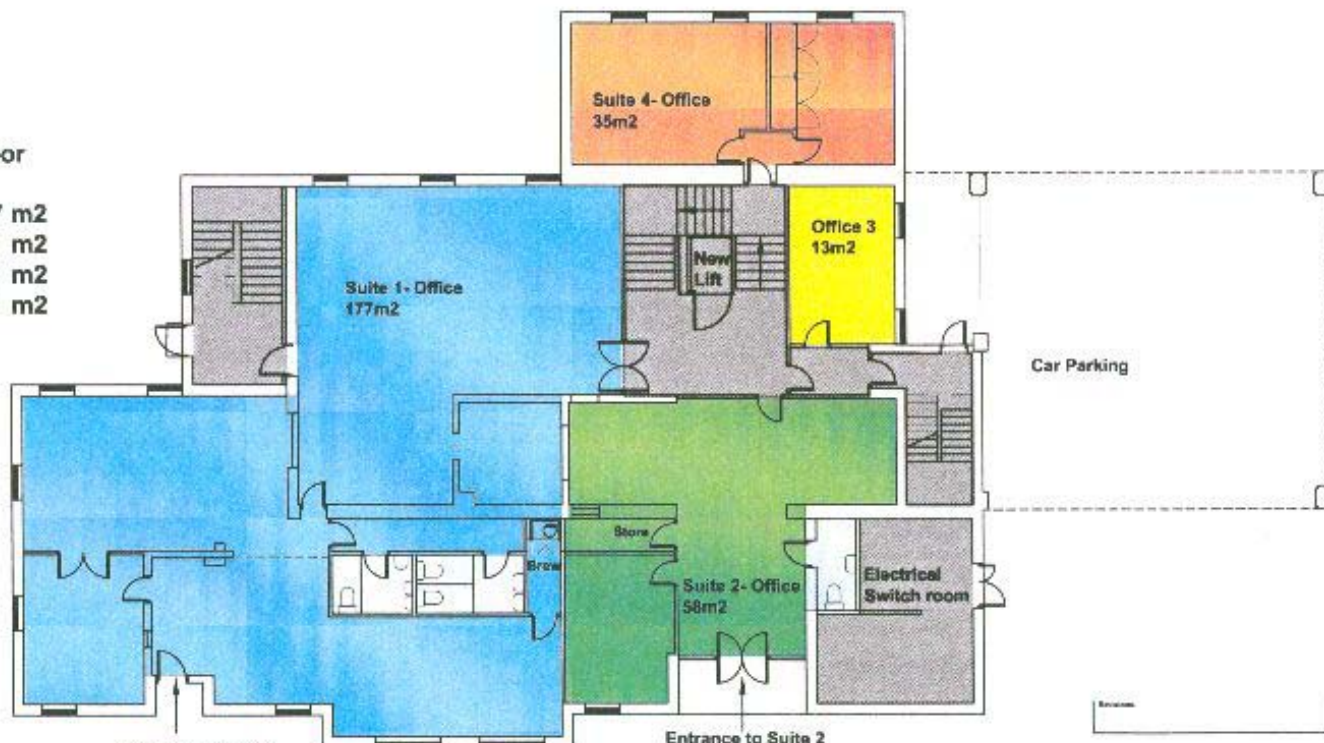 or
7 m2
m2
m2
m2
Suite 4- Office
35m2
Office 3
13m2
New
Lift
Suite 1- Office
177m2
Car Parking
Store
Brew
Suite 2- Office
58m2
Electrical
Switch room
Entrance to Suite 2